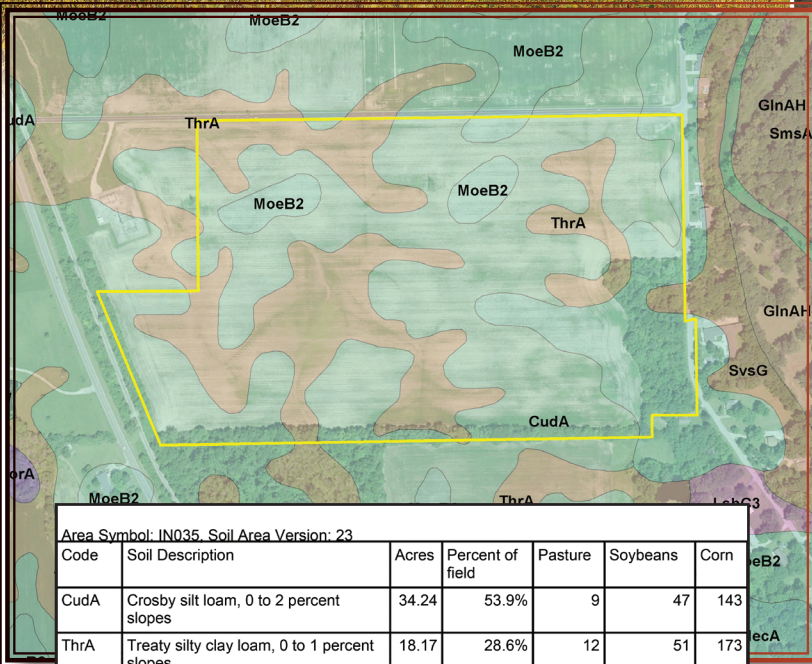 MoeB2
MoeB2
MoeB2
GlnAH
udA
ThrA
SmsA
MoeB2
MoeB2
ThrA
GlnAH
SvsG
CudA
orA
MoeB2
ThrA
Area Symbol: IN035, Soil Area Version: 23
Code Soil Description Acres Percent of field Pasture Soybeans Corn
CudA Crosby silt loam, 0 to 2 percent slopes 34.24 53.9% 9 47 143
ThrA Treaty silty clay loam, 0 to 1 percent slopes 18.17 28.6% 12 51 173
eB2
ecA